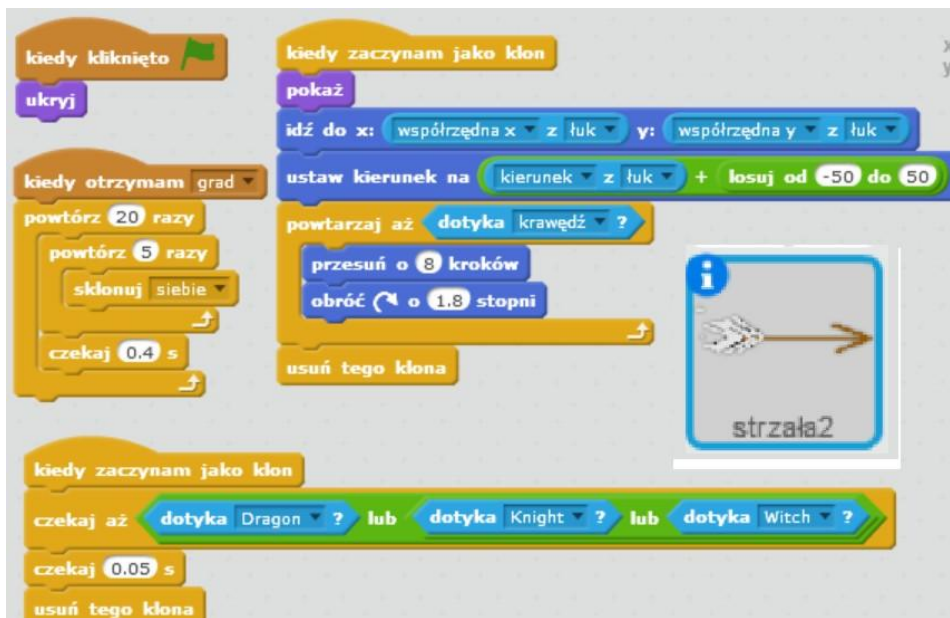 kiedy kliknięto
ukryj
kiedy otrzymam grad
powtórz 20 razy
powtórz 5 razy
sklonuj siebie
czekaj 0.4 s
kiedy zaczynam jako klon
pokaż
idź do x: współrzędna x z łuk y: współrzędna y z łuk
ustaw kierunek na kierunek z łuk + losuj od -50 do 50
powtarzaj aż dotyka krawędź ?
przesuń o 8 kroków
obróć o 1.8 stopni
usuń tego klona
i
strzała2
kiedy zaczynam jako klon
czekaj aż dotyka Dragon ? lub dotyka Knight ? lub dotyka Witch ?
czekaj 0.05 s
usuń tego klona
x
y